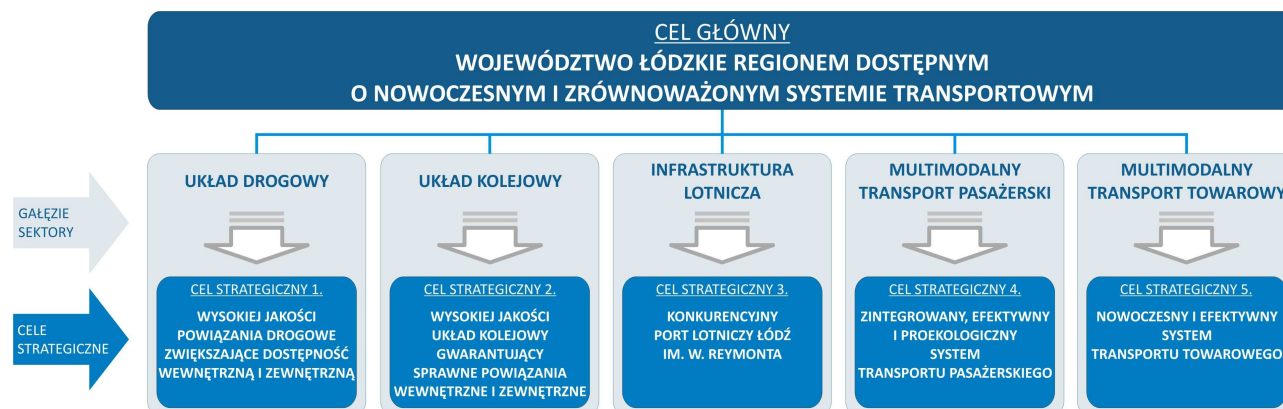 CEL GŁÓWNY
WOJEWÓDZTWO ŁÓDZKIE REGIONEM DOSTĘPNYM
O NOWOCZESNYM I ZRÓWNOWAŻONYM SYSTEMIE TRANSPORTOWYM
GAŁĘZIE
SEKTORY
UKŁAD DROGOWY
UKŁAD KOLEJOWY
INFRASTRUKTURA
LOTNICZA
MULTIMODALNY
TRANSPORT PASAŻERSKI
MULTIMODALNY
TRANSPORT TOWAROWY
CELE
STRATEGICZNE
CEL STRATEGICZNY 1.
WYSOKIEJ JAKOŚCI
POWIĄZANIA DROGOWE
ZWIĘKSZAJĄCE DOSTĘPNOŚĆ
WEWNĘTRZNĄ I ZEWNĘTRZNĄ
CEL STRATEGICZNY 2.
WYSOKIEJ JAKOŚCI
UKŁAD KOLEJOWY
GWARANTUJĄCY
SPRAWNE POWIĄZANIA
WEWNĘTRZNE I ZEWNĘTRZNE
CEL STRATEGICZNY 3.
KONKURENCYJNY
PORT LOTNICZY ŁÓDŹ
IM. W. REYMONTA
CEL STRATEGICZNY 4.
ZINTEGROWANY, EFEKTYWNY
I PROEKOLOGICZNY
SYSTEM
TRANSPORTU PASAŻERSKIEGO
CEL STRATEGICZNY 5.
NOWOCZESNY I EFEKTYWNY
SYSTEM
TRANSPORTU TOWAROWEGO